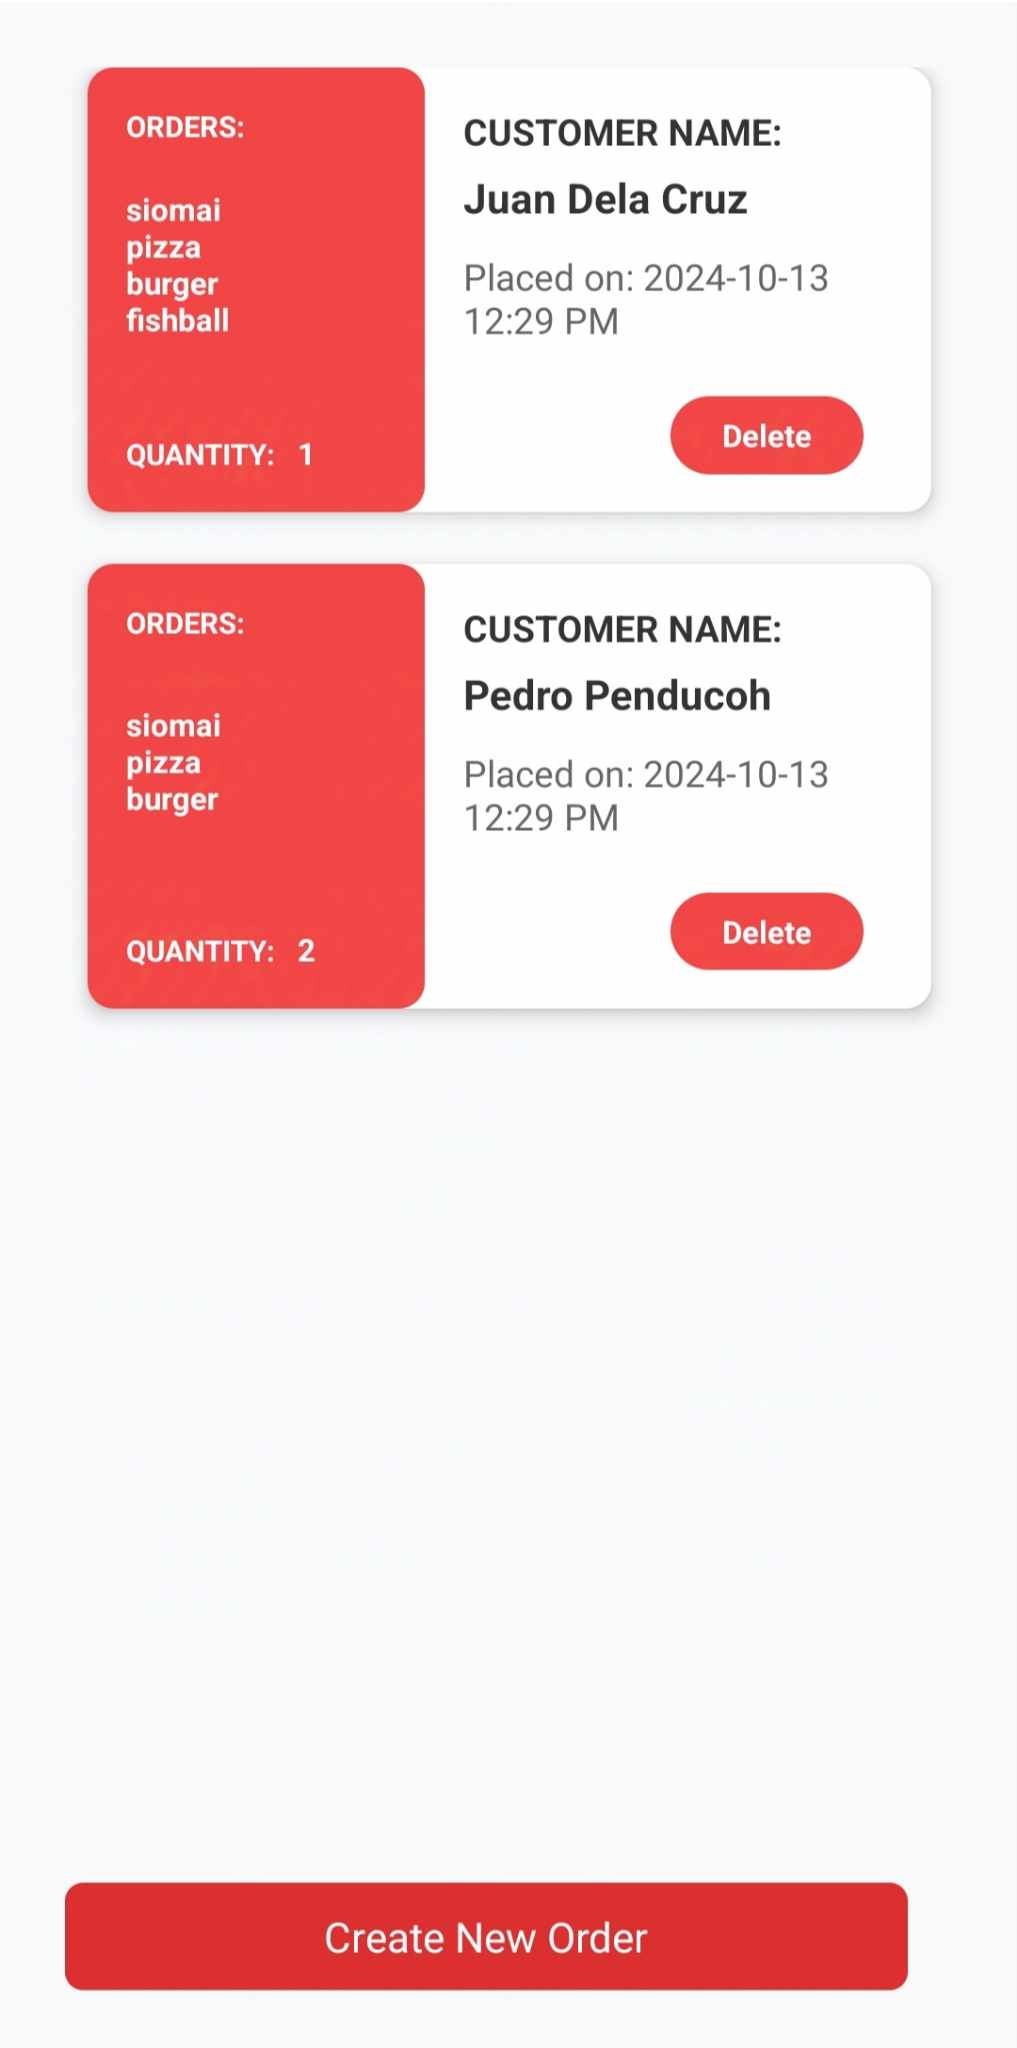 ORDERS:
siomai
pizza
burger
fishball
QUANTITY: 1
CUSTOMER NAME:
Juan Dela Cruz
Placed on: 2024-10-13
12:29 PM
Delete
ORDERS:
siomai
pizza
burger
QUANTITY: 2
CUSTOMER NAME:
Pedro Penducoh
Placed on: 2024-10-13
12:29 PM
Delete
Create New Order